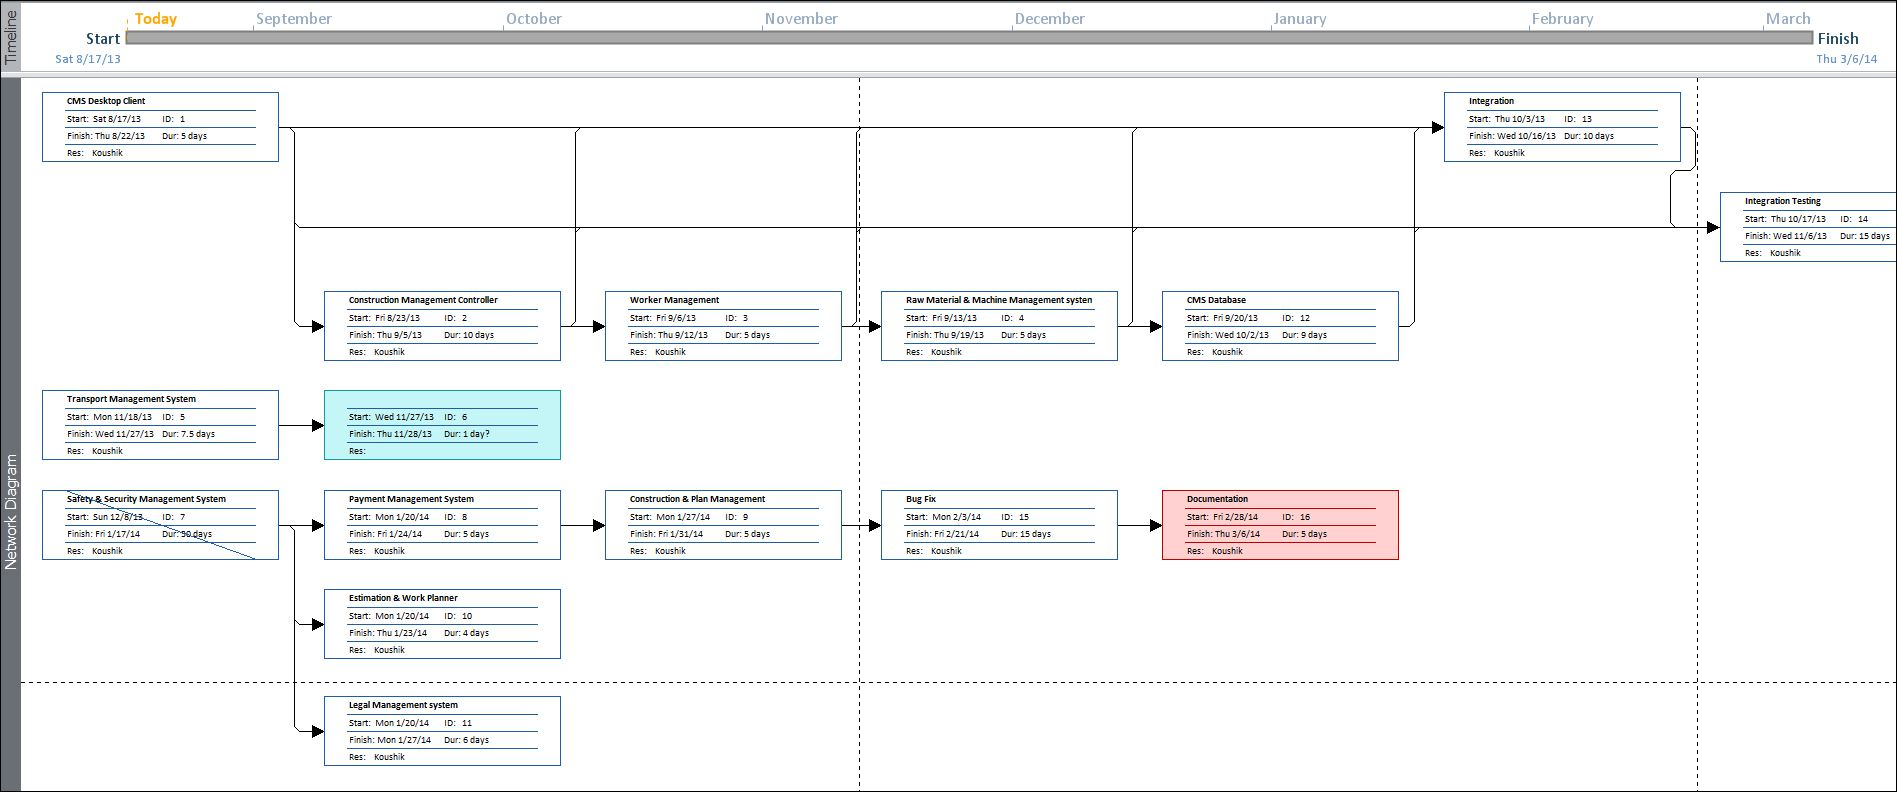 Timeline
Today
September
October
November
December
January
February
March
Start
Finish
Sat 8/17/13
Thu 3/6/14
Network Diagram
CMS Desktop Client
Start: Sat 8/17/13 ID: 1
Finish: Thu 8/22/13 Dur: 5 days
Res: Koushik
Integration
Start: Thu 10/3/13 ID: 13
Finish: Wed 10/16/13 Dur: 10 days
Res: Koushik
Integration Testing
Start: Thu 10/17/13 ID: 14
Finish: Wed 11/6/13 Dur: 15 days
Res: Koushik
Construction Management Controller
Start: Fri 8/23/13 ID: 2
Finish: Thu 9/5/13 Dur: 10 days
Res: Koushik
Worker Management
Start: Fri 9/6/13 ID: 3
Finish: Thu 9/12/13 Dur: 5 days
Res: Koushik
Raw Material & Machine Management systen
Start: Fri 9/13/13 ID: 4
Finish: Thu 9/19/13 Dur: 5 days
Res: Koushik
CMS Database
Start: Fri 9/20/13 ID: 12
Finish: Wed 10/2/13 Dur: 9 days
Res: Koushik
Transport Management System
Start: Mon 11/18/13 ID: 5
Finish: Wed 11/27/13 Dur: 7.5 days
Res: Koushik
Start: Wed 11/27/13 ID: 6
Finish: Thu 11/28/13 Dur: 1 day?
Res:
Safety & Security Management System
Start: Sun 12/8/13 ID: 7
Finish: Fri 1/17/14 Dur: 30 days
Res: Koushik
Payment Management System
Start: Mon 1/20/14 ID: 8
Finish: Fri 1/24/14 Dur: 5 days
Res: Koushik
Construction & Plan Management
Start: Mon 1/27/14 ID: 9
Finish: Fri 1/31/14 Dur: 5 days
Res: Koushik
Bug Fix
Start: Mon 2/3/14 ID: 15
Finish: Fri 2/21/14 Dur: 15 days
Res: Koushik
Documentation
Start: Fri 2/28/14 ID: 16
Finish: Thu 3/6/14 Dur: 5 days
Res: Koushik
Estimation & Work Planner
Start: Mon 1/20/14 ID: 10
Finish: Thu 1/23/14 Dur: 4 days
Res: Koushik
Legal Management system
Start: Mon 1/20/14 ID: 11
Finish: Mon 1/27/14 Dur: 6 days
Res: Koushik